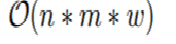 𝒪(n * m * w)